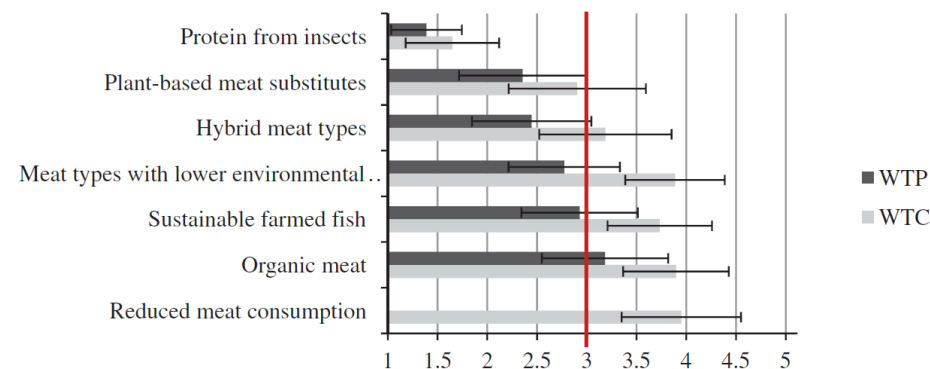 Protein from insects
Plant-based meat substitutes
Hybrid meat types
Meat types with lower environmental..
Sustainable farmed fish
Organic meat
Reduced meat consumption
WTP
WTC
1 1.5 2 2.5 3 3.5 4 4.5 5